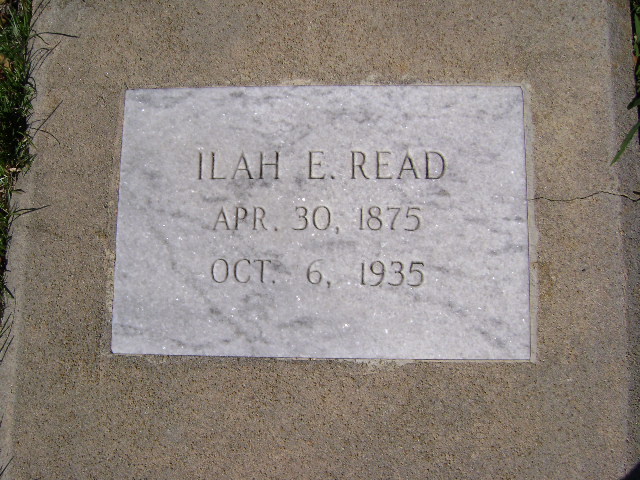 ILAH E. READ
APR. 30, 1875
OCT. 6, 1935